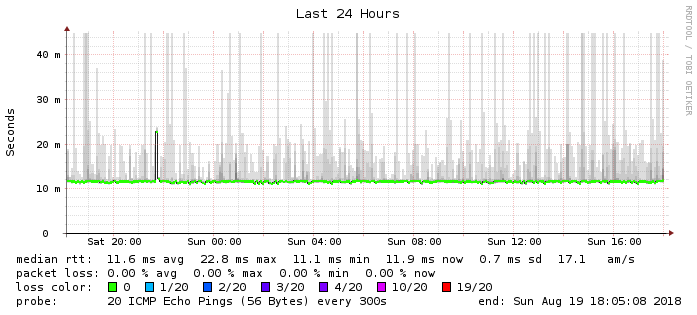 Last 24 Hours
RRDTOOL / TOBI OETIKER
Seconds
40 m
30 m
20 m
10 m
0
Sat 20:00 Sun 00:00 Sun 04:00 Sun 08:00 Sun 12:00 Sun 16:00
median rtt: 11.6 ms avg 22.8 ms max 11.1 ms min 11.9 ms now 0.7 ms sd 17.1 am/s
packet loss: 0.00 % avg 0.00 % max 0.00 % min 0.00 % now
loss color: 0 1/20 2/20 3/20 4/20 10/20 19/20
probe: 20 ICMP Echo Pings (56 Bytes) every 300s end: Sun Aug 19 18:05:08 2018